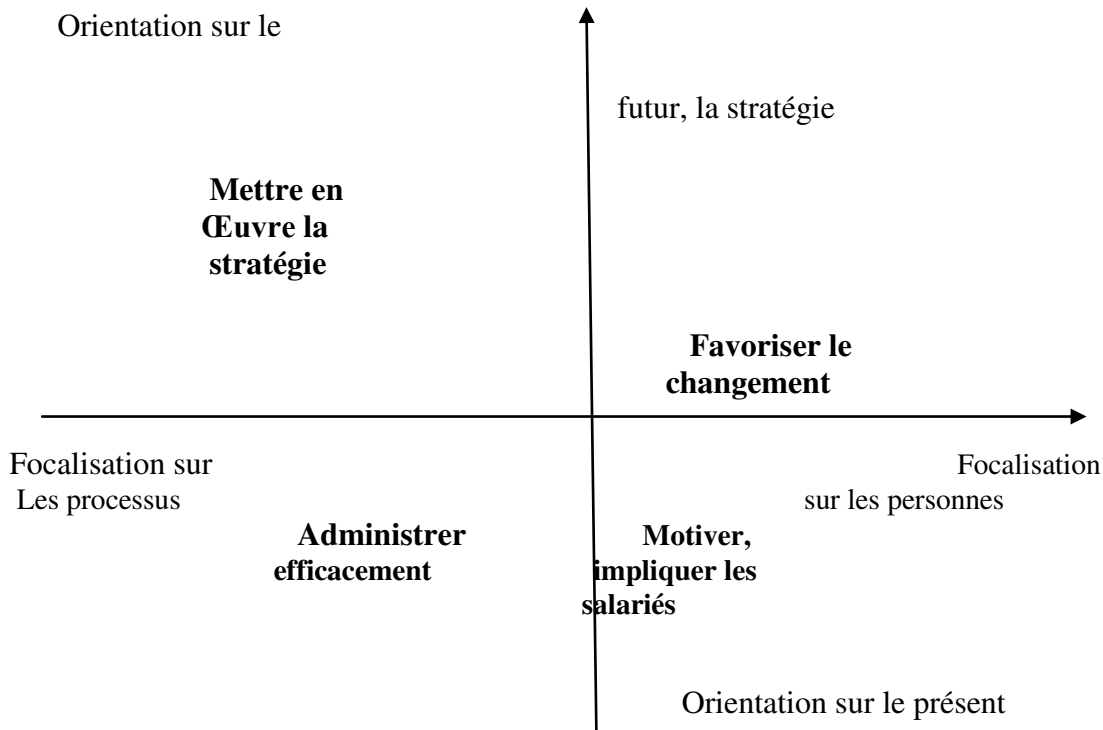 Orientation sur le
futur, la stratégie
Mettre en
Œuvre la
stratégie
Favoriser le
changement
Focalisation sur
Les processus
Focalisation
sur les personnes
Administrer
efficacement
Motiver,
impliquer les
salariés
Orientation sur le présent